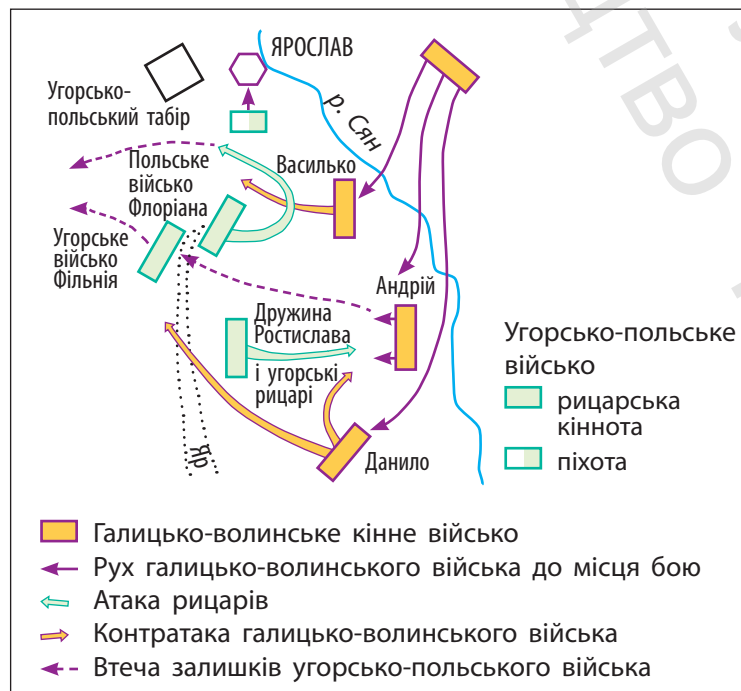 ЦТВО
ЯРОСЛАВ
Угорсько-
польський табір
р. Сян
Польське
військо
Флоріана
Василько
Угорське
військо
Фільнія
Андрій
Дружина
Ростислава
і угорські
рицарі
Данило
Яр
Угорсько-польське
військо
рицарська
кіннота
піхота
Галицько-волинське кінне військо
Рух галицько-волинського війська до місця бою
Атака рицарів
Контратака галицько-волинського війська
Втеча залишків угорсько-польського війська